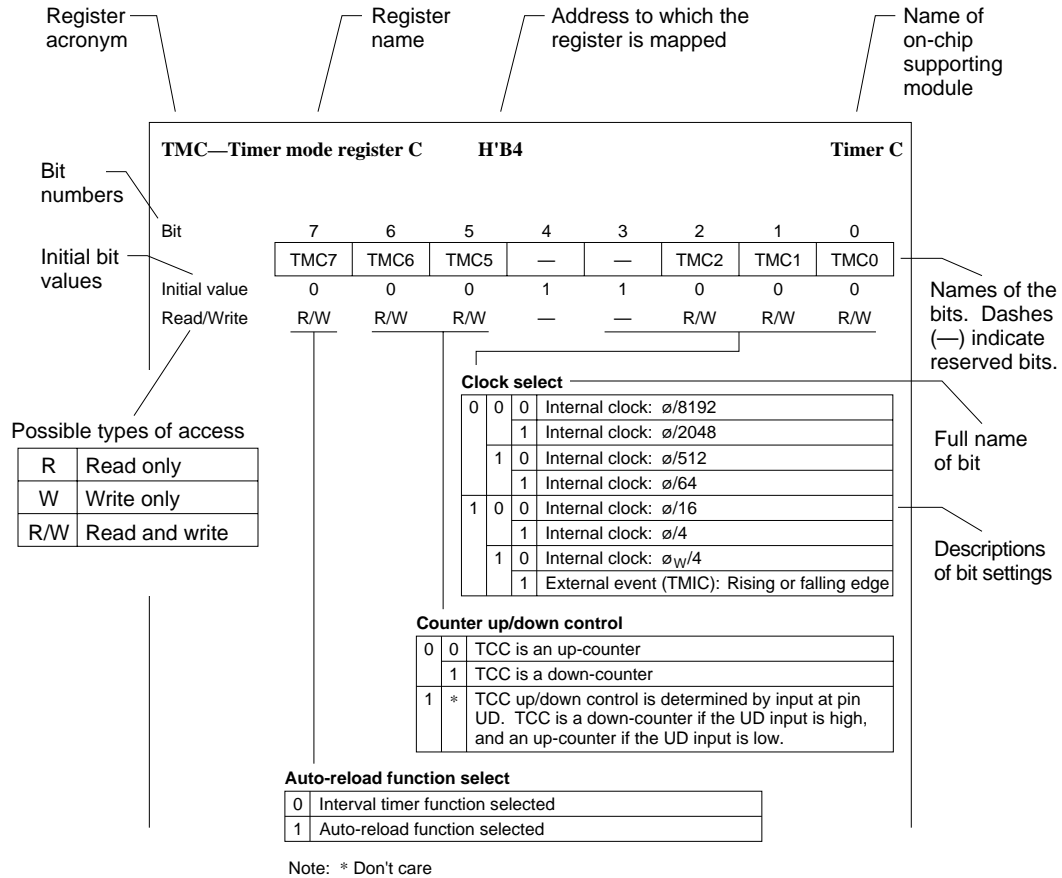 Register
acronym
Register
name
Address to which the
register is mapped
Name of
on-chip
supporting
module
TMC—Timer mode register C H'B4 Timer C
Bit
numbers
Bit 7 6 5 4 3 2 1 0
Initial bit
values
TMC7 TMC6 TMC5 — — TMC2 TMC1 TMC0
Initial value 0 0 0 1 1 0 0 0
Read/Write R/W R/W R/W — — R/W R/W R/W
Names of the
bits. Dashes
(—) indicate
reserved bits.
Clock select
0 0 0 Internal clock: ø/8192
1 Internal clock: ø/2048
1 0 Internal clock: ø/512
1 Internal clock: ø/64
1 0 0 Internal clock: ø/16
1 Internal clock: ø/4
1 0 Internal clock: øW/4
1 External event (TMIC): Rising or falling edge
Full name
of bit
Descriptions
of bit settings
Possible types of access
R Read only
W Write only
R/W Read and write
Counter up/down control
0 0 TCC is an up-counter
1 TCC is a down-counter
1 * TCC up/down control is determined by input at pin
UD. TCC is a down-counter if the UD input is high,
and an up-counter if the UD input is low.
Auto-reload function select
0 Interval timer function selected
1 Auto-reload function selected
Note: * Don't care